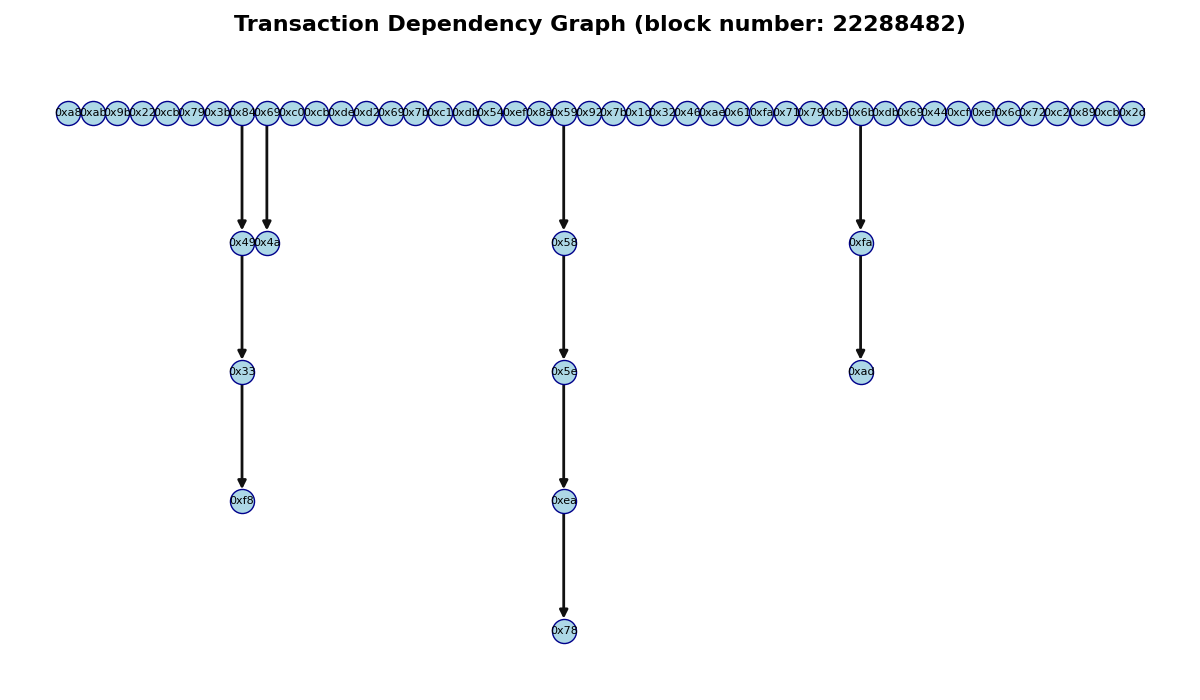 Transaction Dependency Graph (block number: 22288482)
0xa8 0xab 0x9b 0x22 0xcb 0x79 0x3b 0x84 0x69 0xc0 0xcb 0xde 0xd2 0x69 0x7b 0xc1 0xdb 0x54 0xef 0x8a 0x59 0x92 0x7b 0x1c 0x32 0x46 0xae 0x61 0xfa 0x71 0x79 0xb5 0x6b 0xdb 0x69 0x44 0xcf 0xef 0x6c 0x72 0xc2 0x89 0xcb
0x49 0x4a 0x58 0xfa
0x33 0x5e 0xad
0xf8 0xea
0x78